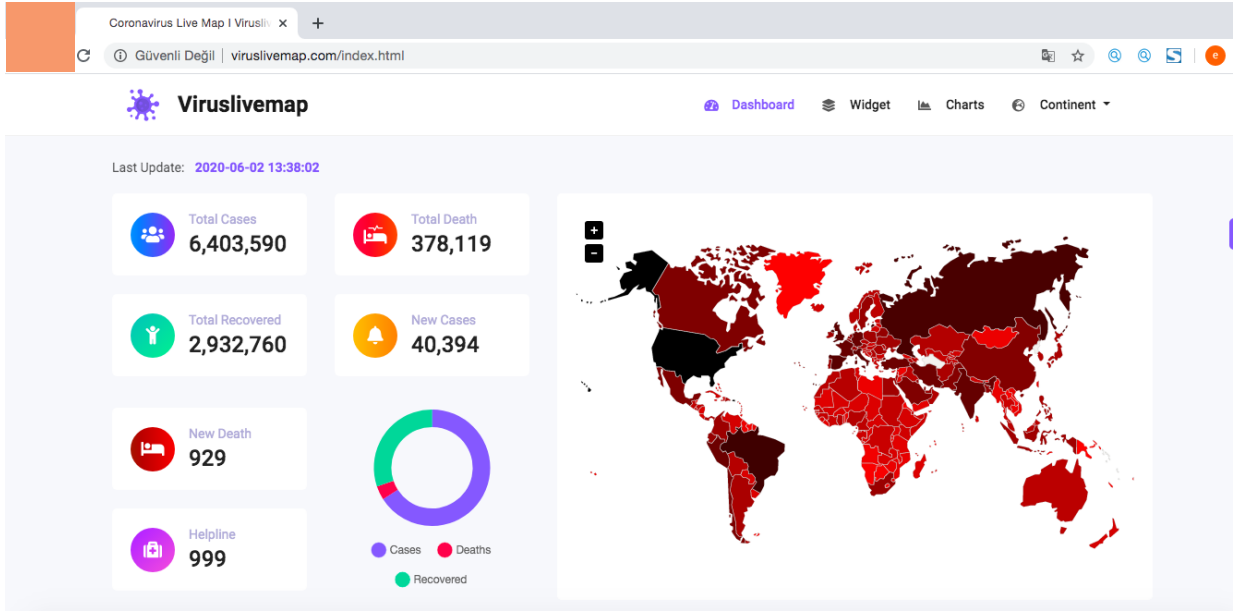 Coronavirus Live Map I Virusli
Güvenli Değil | viruslivemap.com/index.html
e
Viruslivemap
Dashboard Widget Charts Continent
Last Update: 2020-06-02 13:38:02
Total Cases
6,403,590
Total Death
378,119
Total Recovered
2,932,760
New Cases
40,394
New Death
929
Helpline
999
Cases Deaths
Recovered
+
-